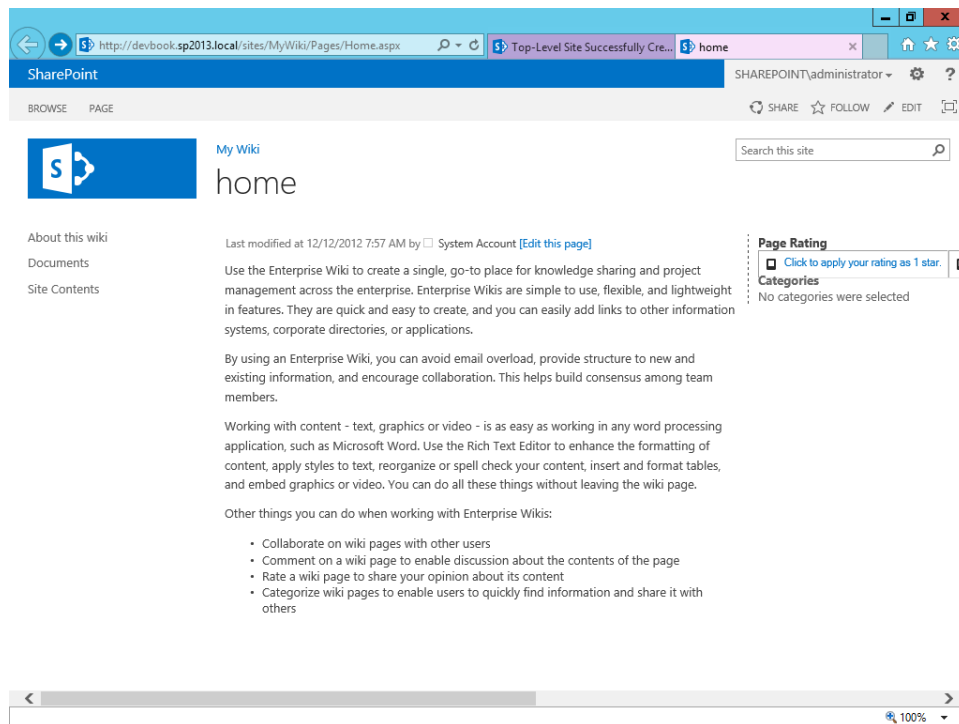 http://devbook.sp2013.local/sites/MyWiki/Pages/Home.aspx
Top-Level Site Successfully Cre...
home
SharePoint
SHAREPOINT\administrator
?
BROWSE PAGE
SHARE FOLLOW EDIT
S
My Wiki
Search this site
home
About this wiki
Documents
Site Contents
Last modified at 12/12/2012 7:57 AM by System Account [Edit this page]
Use the Enterprise Wiki to create a single, go-to place for knowledge sharing and project
management across the enterprise. Enterprise Wikis are simple to use, flexible, and lightweight
in features. They are quick and easy to create, and you can easily add links to other information
systems, corporate directories, or applications.
By using an Enterprise Wiki, you can avoid email overload, provide structure to new and
existing information, and encourage collaboration. This helps build consensus among team
members.
Working with content - text, graphics or video - is as easy as working in any word processing
application, such as Microsoft Word. Use the Rich Text Editor to enhance the formatting of
content, apply styles to text, reorganize or spell check your content, insert and format tables,
and embed graphics or video. You can do all these things without leaving the wiki page.
Other things you can do when working with Enterprise Wikis:
• Collaborate on wiki pages with other users
• Comment on a wiki page to enable discussion about the contents of the page
• Rate a wiki page to share your opinion about its content
• Categorize wiki pages to enable users to quickly find information and share it with
others
Page Rating
Click to apply your rating as 1 star.
Categories
No categories were selected
100%